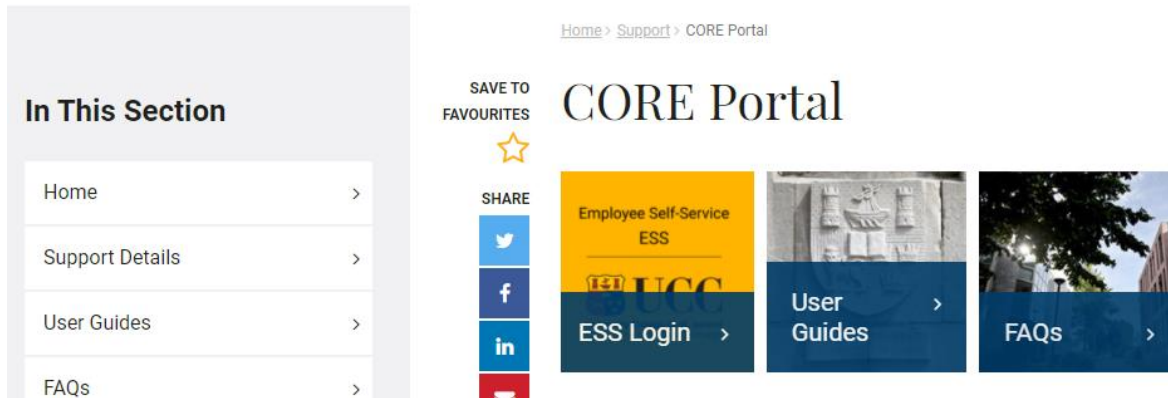 Home > Support > CORE Portal
In This Section
Home >
Support Details >
User Guides >
FAQs >
SAVE TO
FAVOURITES
SHARE
f
in
CORE Portal
Employee Self-Service
ESS
UCC
ESS Login >
User
Guides >
FAQs >